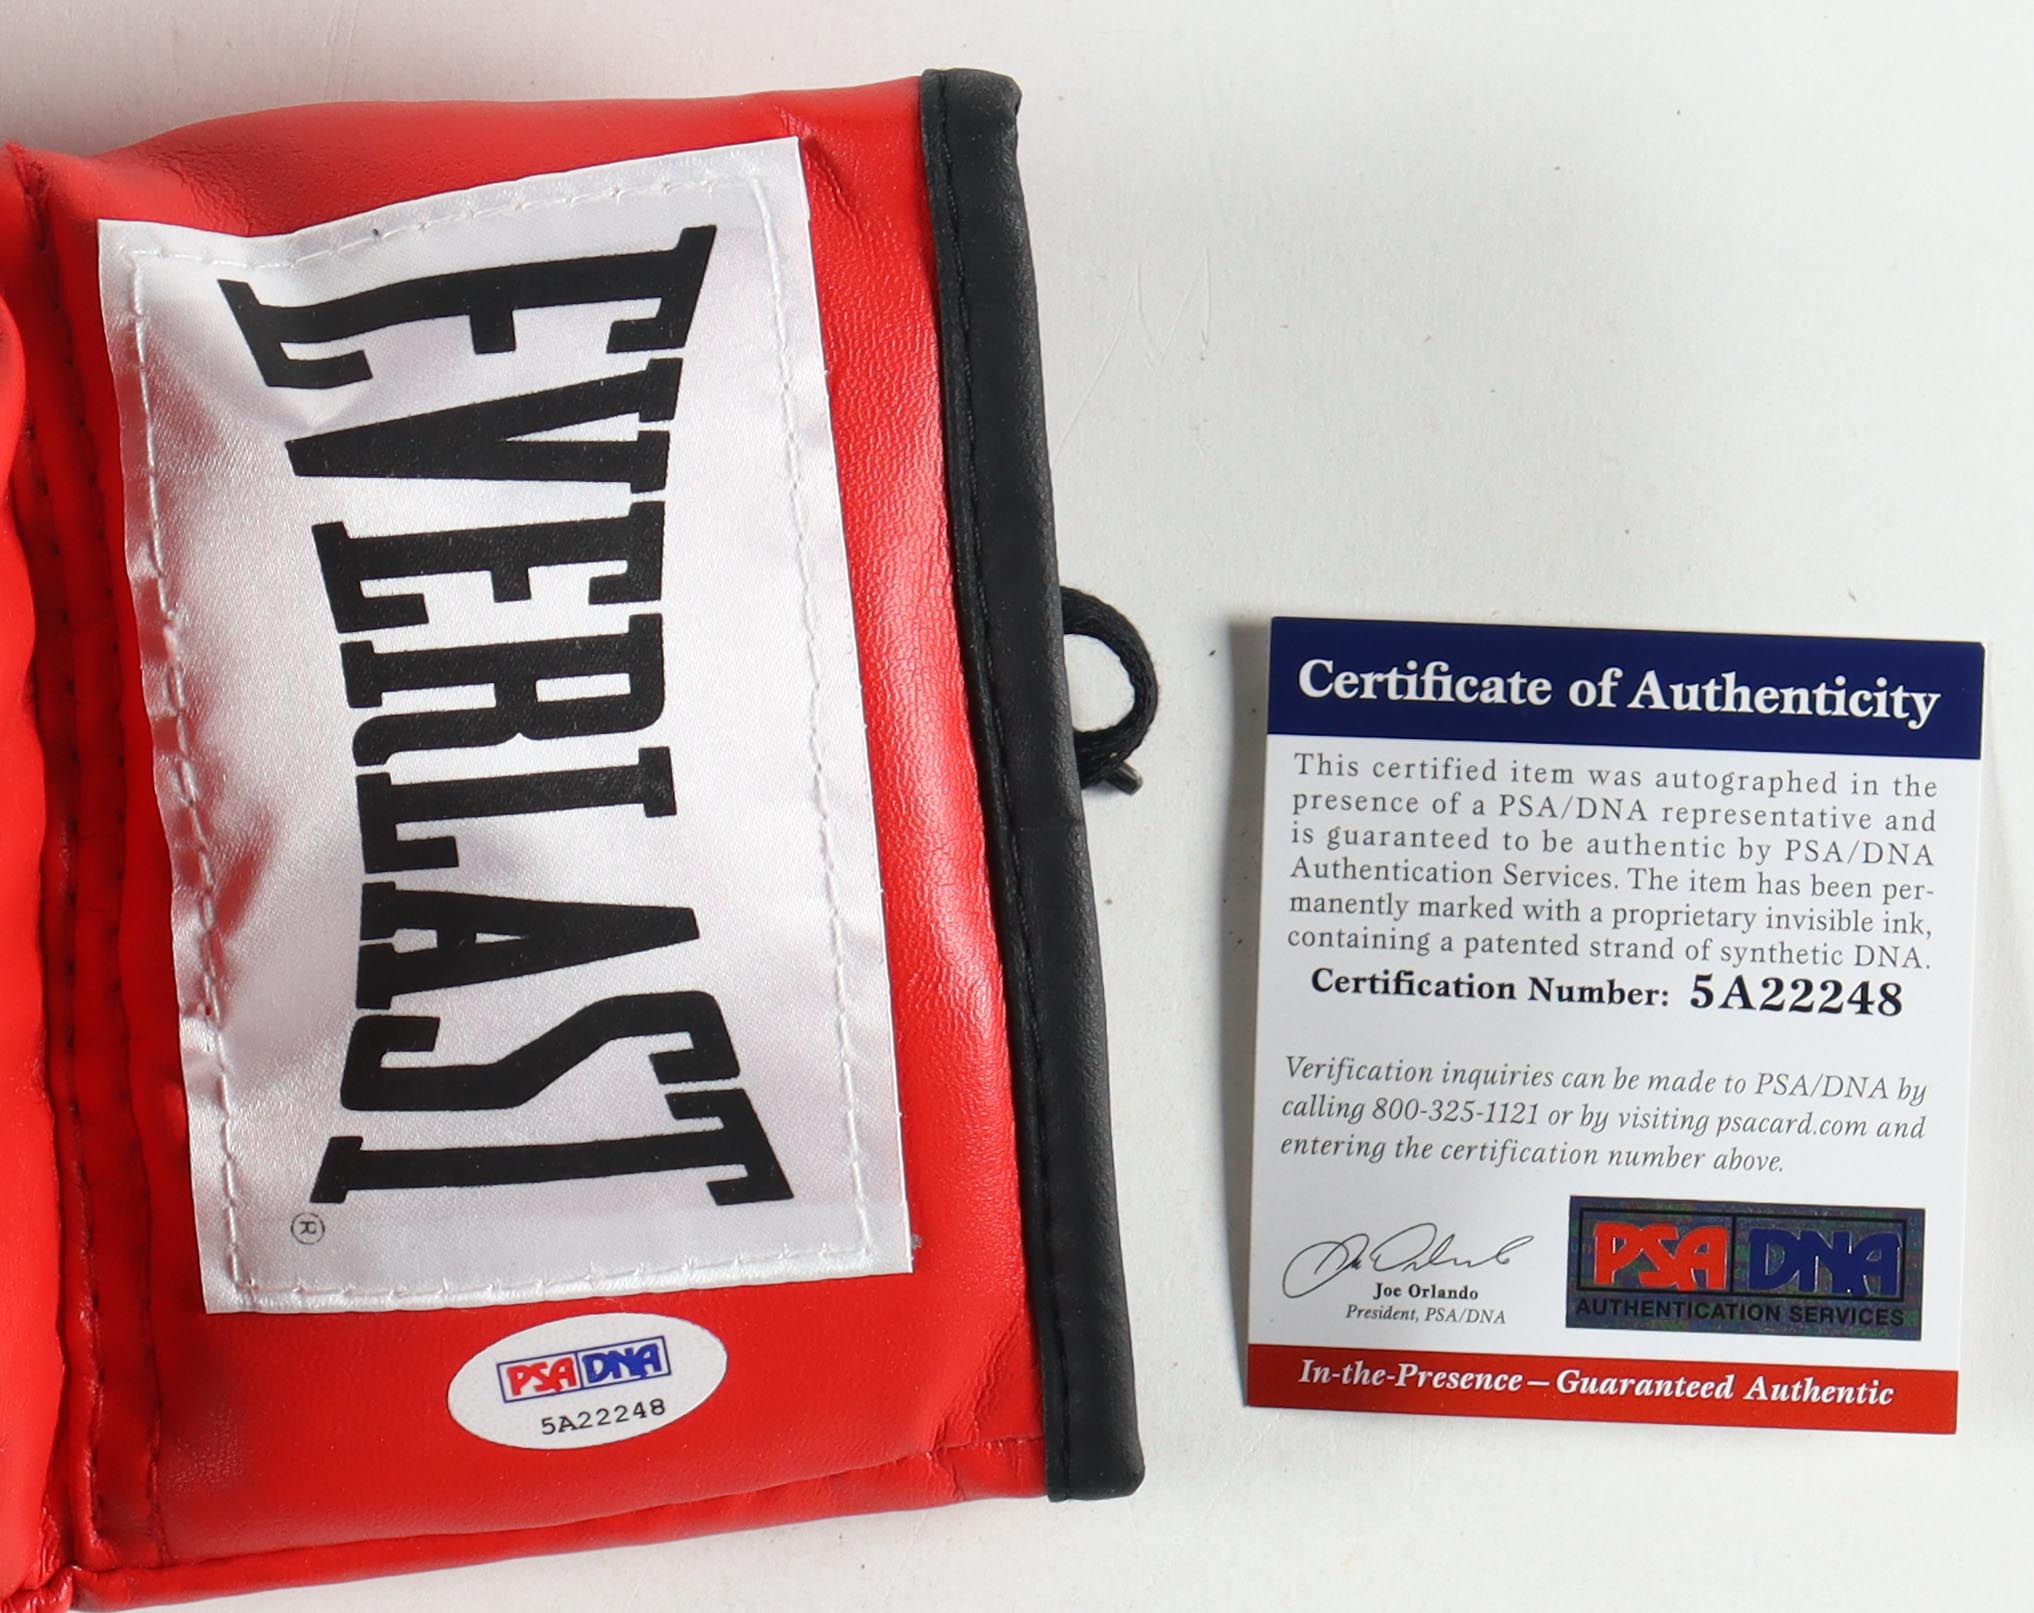 EVERLAST
®
PSA DNA
5A22248
Certificate of Authenticity
This certified item was autographed in the
presence of a PSA/DNA representative and
is guaranteed to be authentic by PSA/DNA
Authentication Services. The item has been per-
manently marked with a proprietary invisible ink,
containing a patented strand of synthetic DNA.
Certification Number: 5A22248
Verification inquiries can be made to PSA/DNA by
calling 800-325-1121 or by visiting psacard.com and
entering the certification number above.
Joe Orlando
President, PSA/DNA
PSA DNA
AUTHENTICATION SERVICES
In-the-Presence – Guaranteed Authentic